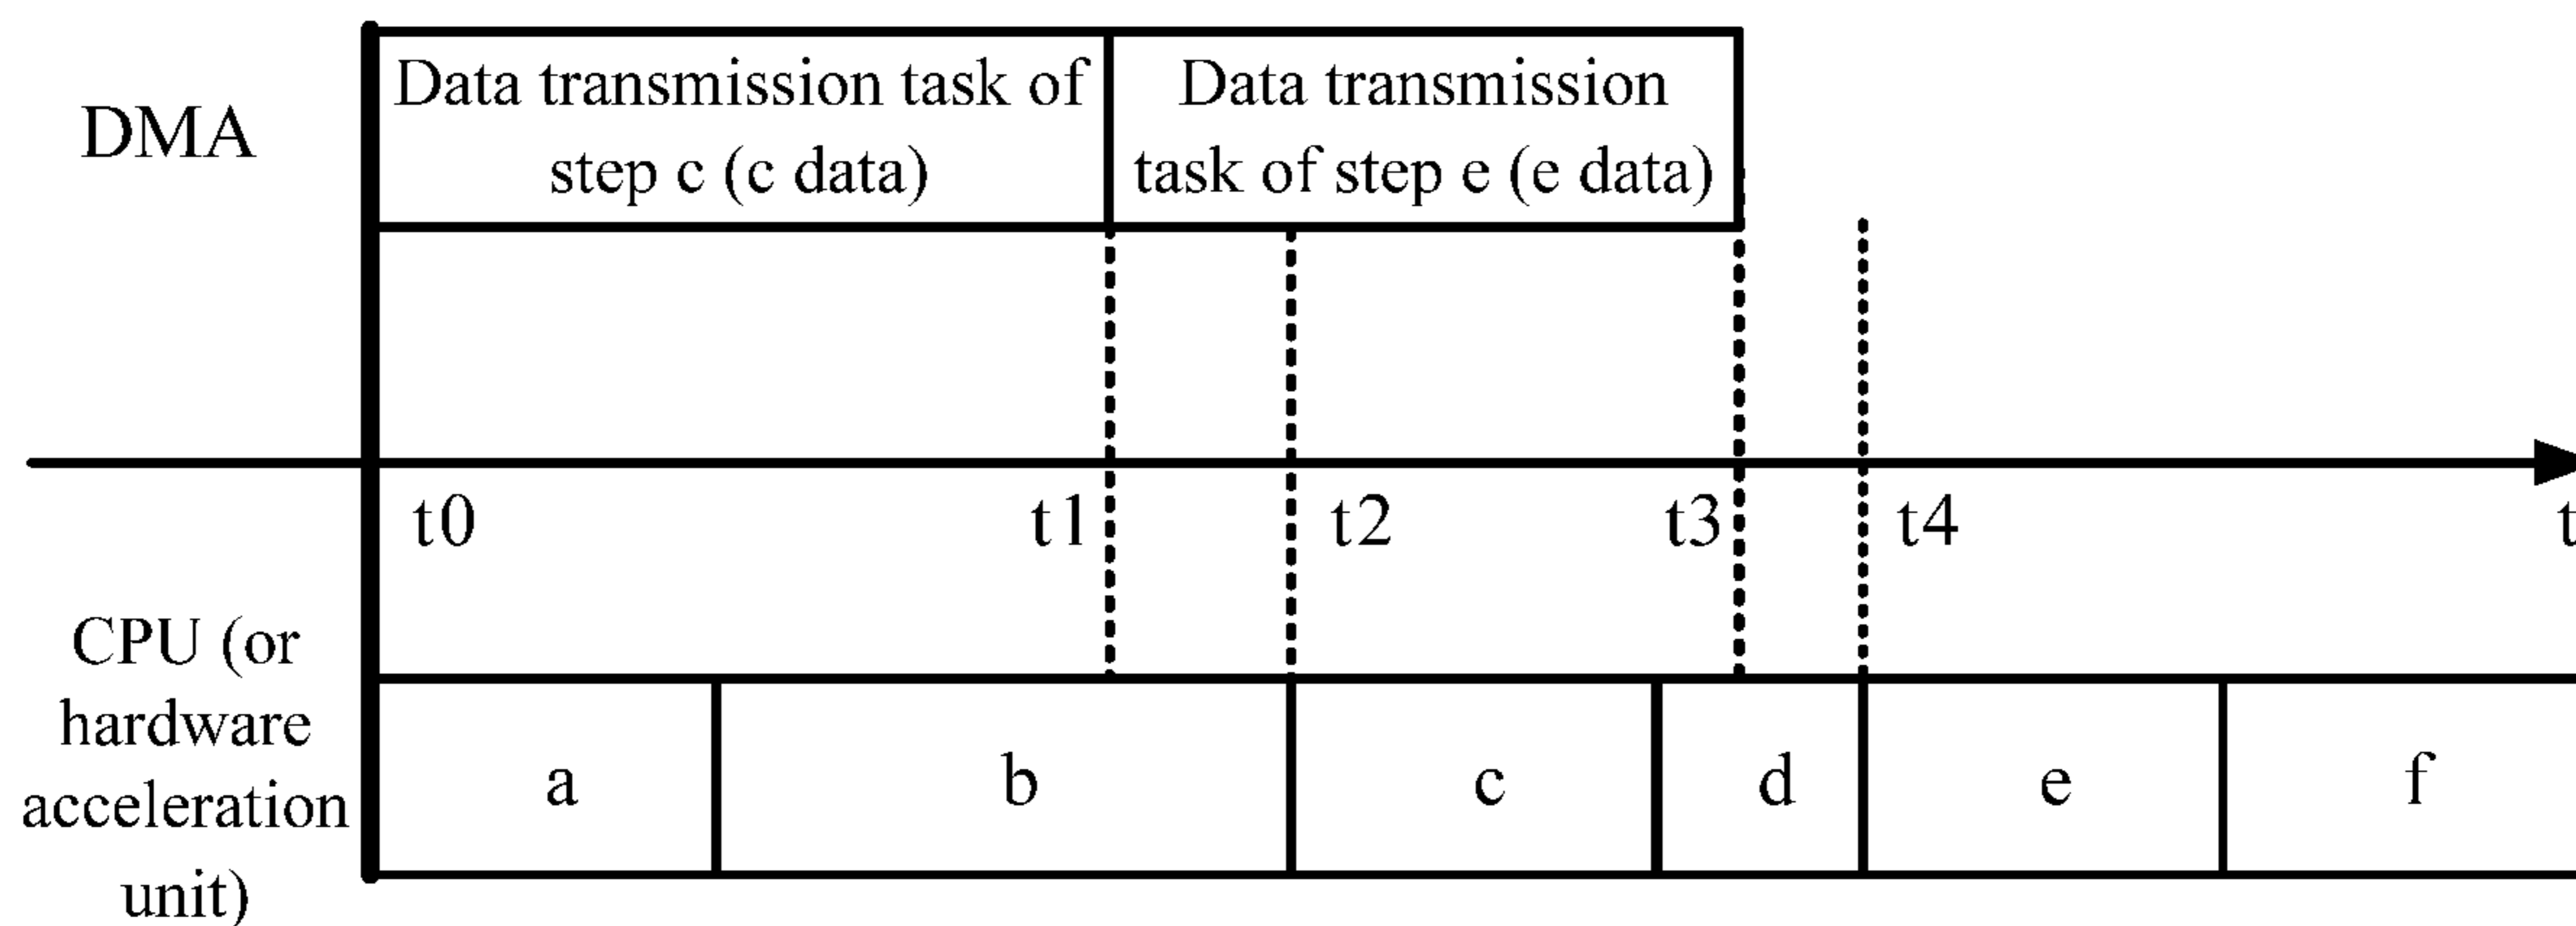 DMA
Data transmission task of
step c (c data)
Data transmission
task of step e (e data)
t0
t1
t2
t3
t4
t
CPU (or
hardware
acceleration
unit)
a
b
c
d
e
f